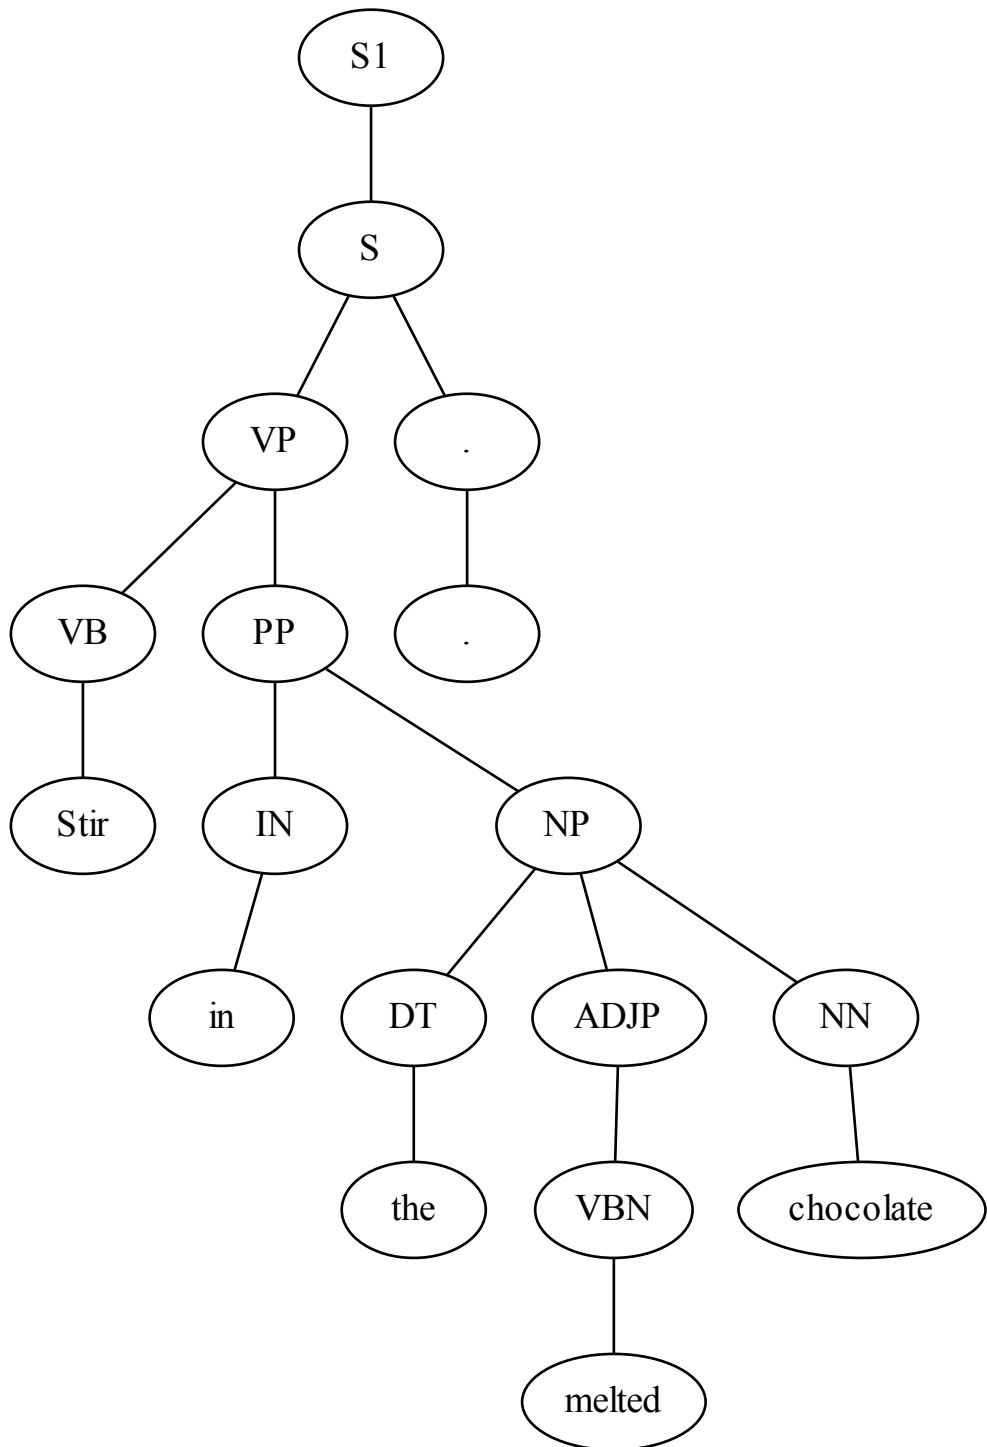 S1
S
VP .
VB PP .
Stir IN NP
in DT ADJP NN
the VBN chocolate
melted